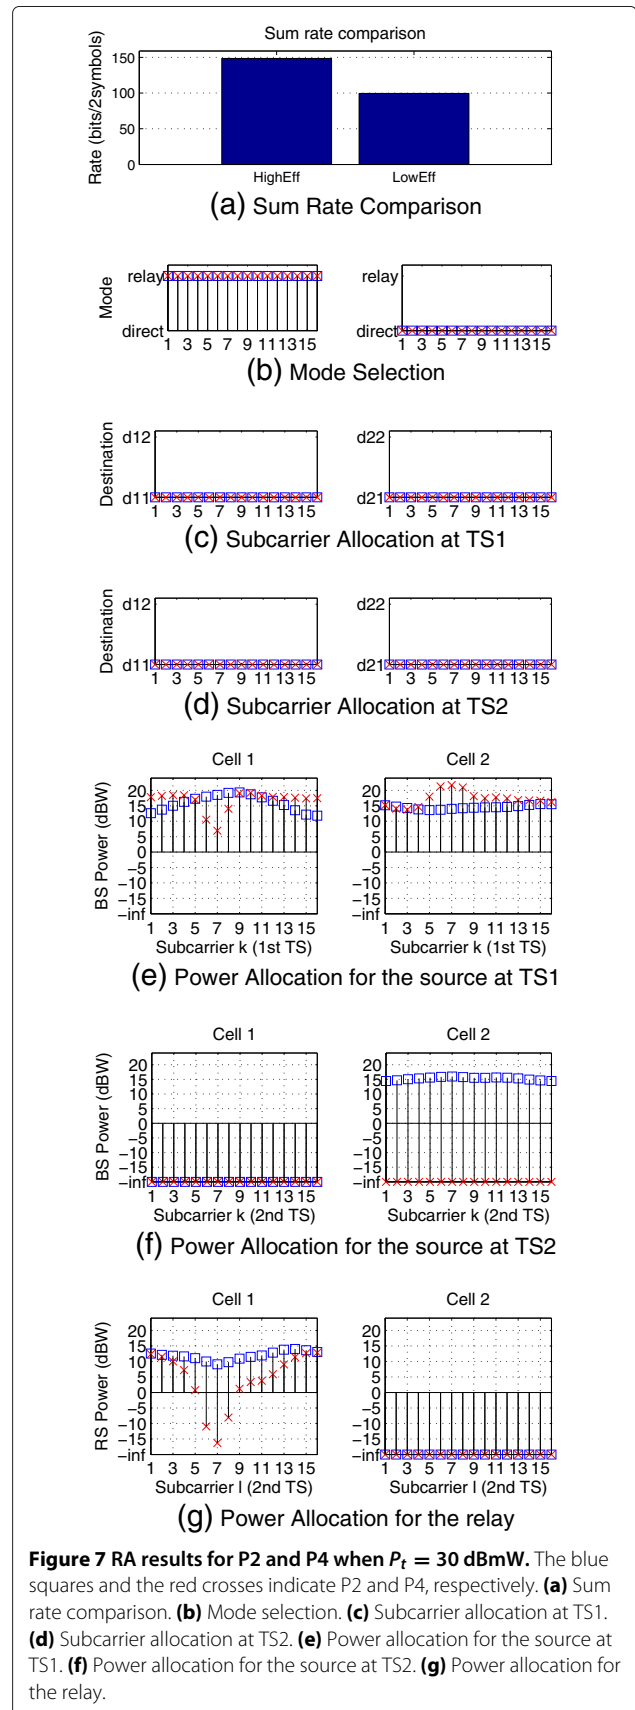 Sum rate comparison
Rate (bits/2symbols)
150
100
50
0
HighEff LowEff
(a) Sum Rate Comparison
Mode
relay
direct
1 3 5 7 9 11 13 15
relay
direct
1 3 5 7 9 11 13 15
(b) Mode Selection
Destination
d12
d11
1 3 5 7 9 11 13 15
d22
d21
1 3 5 7 9 11 13 15
(c) Subcarrier Allocation at TS1
Destination
d12
d11
1 3 5 7 9 11 13 15
d22
d21
1 3 5 7 9 11 13 15
(d) Subcarrier Allocation at TS2
Cell 1
BS Power (dBW)
20
15
10
5
0
−5
−10
−15
−inf
1 3 5 7 9 11 13 15
Subcarrier k (1st TS)
Cell 2
20
15
10
5
0
−5
−10
−15
−inf
1 3 5 7 9 11 13 15
Subcarrier k (1st TS)
(e) Power Allocation for the source at TS1
Cell 1
BS Power (dBW)
20
15
10
5
0
−5
−10
−15
−inf
1 3 5 7 9 11 13 15
Subcarrier k (2nd TS)
Cell 2
20
15
10
5
0
−5
−10
−15
−inf
1 3 5 7 9 11 13 15
Subcarrier k (2nd TS)
(f) Power Allocation for the source at TS2
Cell 1
RS Power (dBW)
20
15
10
5
0
−5
−10
−15
−inf
1 3 5 7 9 11 13 15
Subcarrier l (2nd TS)
Cell 2
20
15
10
5
0
−5
−10
−15
−inf
1 3 5 7 9 11 13 15
Subcarrier l (2nd TS)
(g) Power Allocation for the relay
Figure 7 RA results for P2 and P4 when Pt = 30 dBmW. The blue
squares and the red crosses indicate P2 and P4, respectively. (a) Sum
rate comparison. (b) Mode selection. (c) Subcarrier allocation at TS1.
(d) Subcarrier allocation at TS2. (e) Power allocation for the source at
TS1. (f) Power allocation for the source at TS2. (g) Power allocation for
the relay.